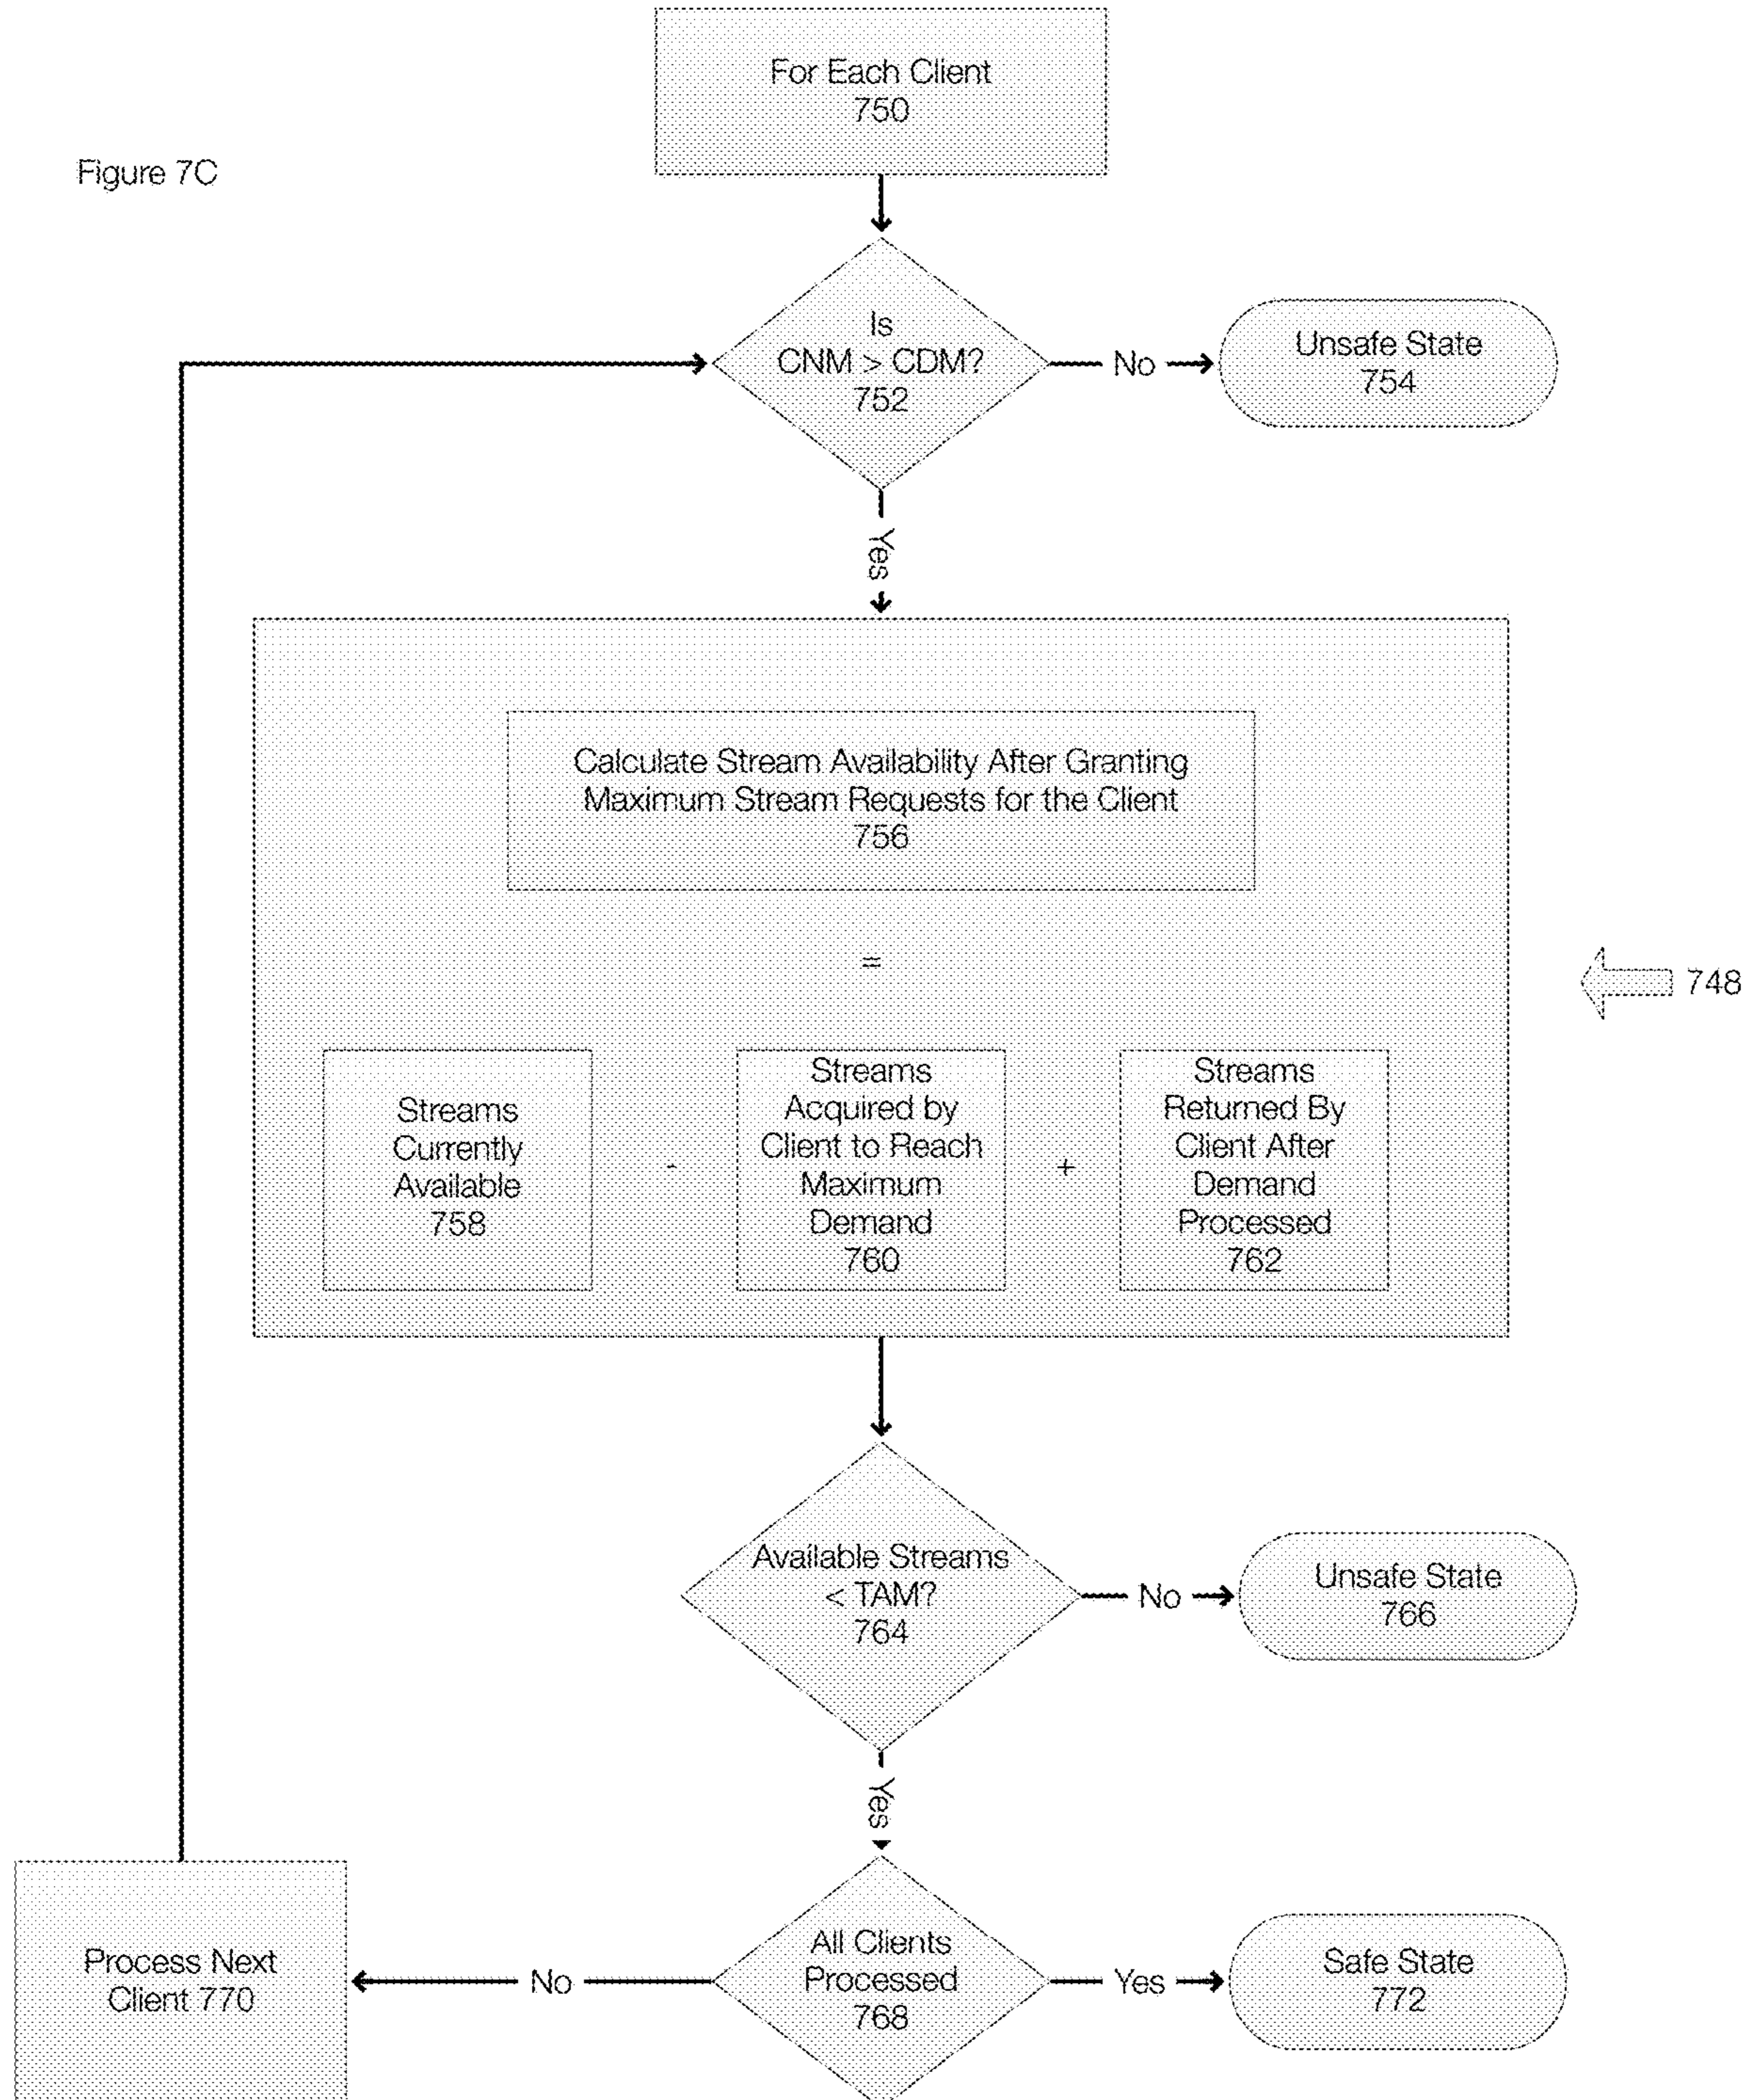 For Each Client
750
Figure 7C
Is
CNM > CDM?
752
No
Unsafe State
754
Yes
Calculate Stream Availability After Granting
Maximum Stream Requests for the Client
756
=
748
Streams
Currently
Available
758
-
Streams
Acquired by
Client to Reach
Maximum
Demand
760
+
Streams
Returned By
Client After
Demand
Processed
762
Available Streams
< TAM?
764
No
Unsafe State
766
Yes
All Clients
Processed
768
No
Process Next
Client 770
Yes
Safe State
772